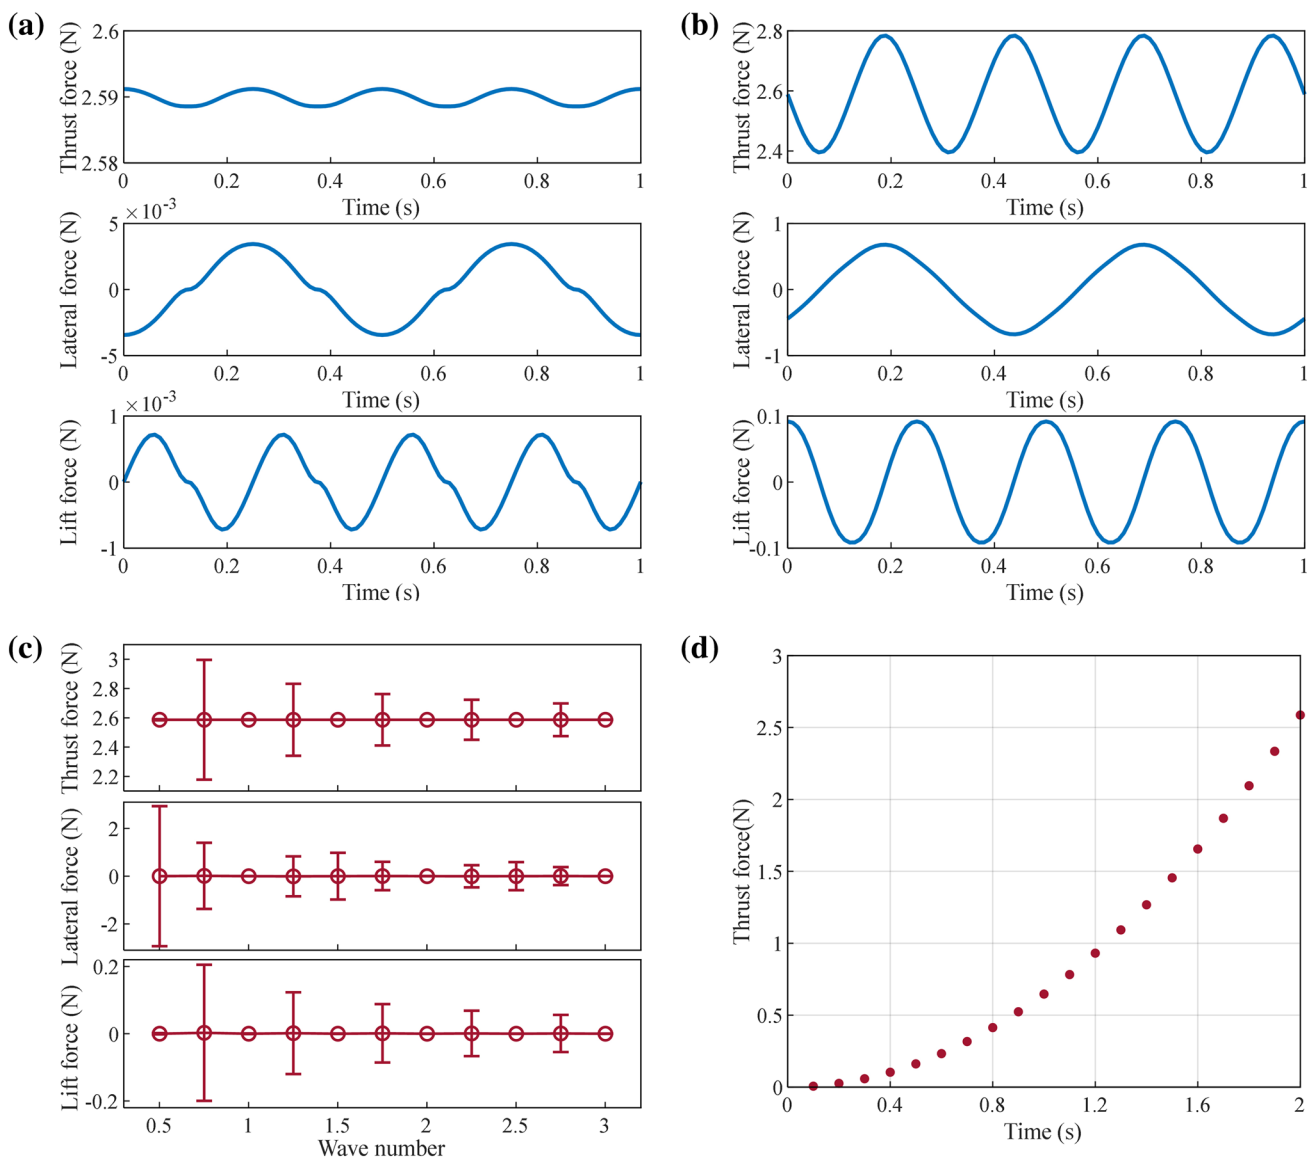 (a)
Thrust force (N)
2.6
2.59
2.58
0 0.2 0.4 0.6 0.8 1
Time (s)
×10⁻³
Lateral force (N)
5
0
-5
0 0.2 0.4 0.6 0.8 1
Time (s)
×10⁻³
Lift force (N)
1
0
-1
0 0.2 0.4 0.6 0.8 1
Time (s)
(b)
Thrust force (N)
2.8
2.6
2.4
0 0.2 0.4 0.6 0.8 1
Time (s)
Lateral force (N)
1
0
-1
0 0.2 0.4 0.6 0.8 1
Time (s)
Lift force (N)
0.1
0
-0.1
0 0.2 0.4 0.6 0.8 1
Time (s)
(c)
Thrust force (N)
3
2.8
2.6
2.4
2.2
Lateral force (N)
2
0
-2
Lift force (N)
0.2
0
-0.2
0.5 1 1.5 2 2.5 3
Wave number
(d)
Thrust force(N)
3
2.5
2
1.5
1
0.5
0
0 0.4 0.8 1.2 1.6 2
Time (s)